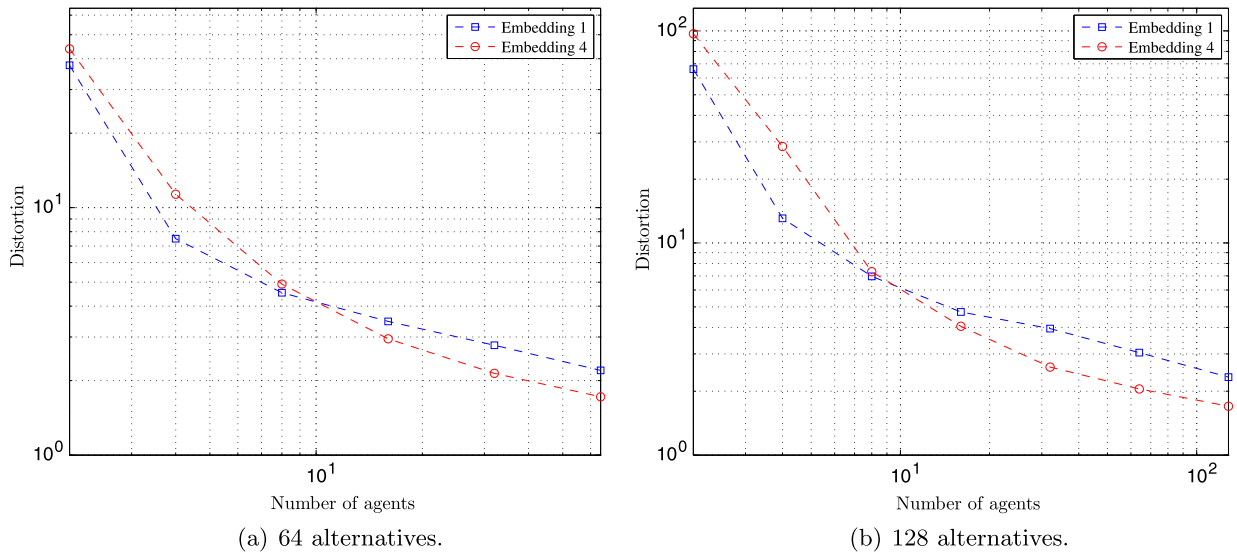 Embedding 1
Embedding 4
Distortion
10^1
10^0
10^1
Number of agents
(a) 64 alternatives.
Embedding 1
Embedding 4
Distortion
10^2
10^1
10^0
10^1
10^2
Number of agents
(b) 128 alternatives.